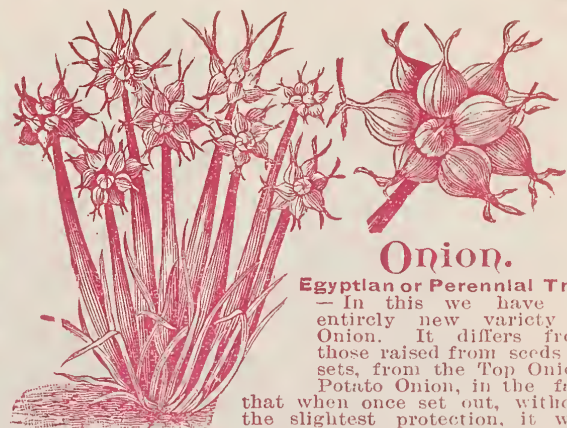 Onion.
Egyptian or Perennial Tr
— In this we have
entirely new variety
Onion. It differs fro
those raised from seeds
sets, from the Top Onio
Potato Onion, in the fa
that when once set out, witho
the slightest protection, it w